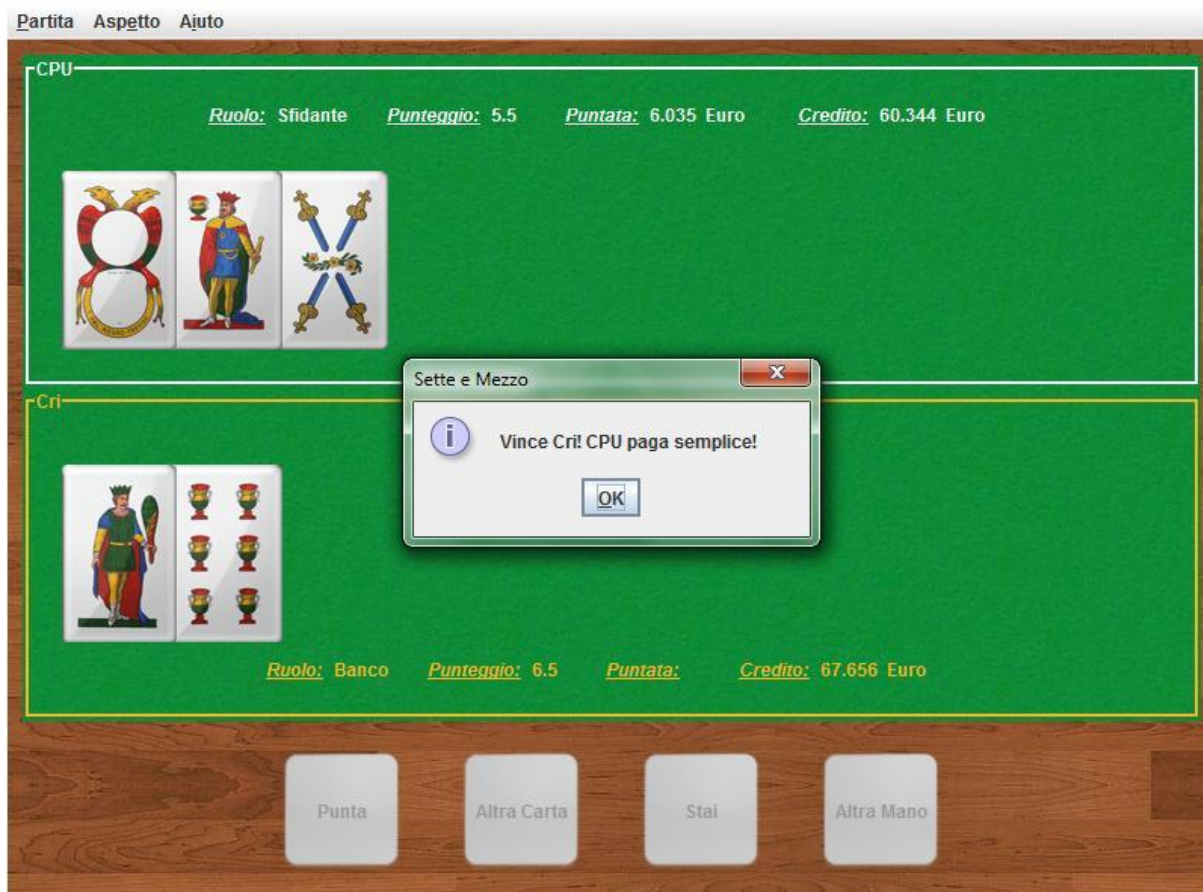 Partita Aspetto Aiuto
CPU
Ruolo: Sfidante Punteggio: 5.5 Puntata: 6.035 Euro Credito: 60.344 Euro
Sette e Mezzo
Vince Cri! CPU paga semplice!
OK
Cri
Ruolo: Banco Punteggio: 6.5 Puntata: Credito: 67.656 Euro
Punta Altra Carta Stai Altra Mano